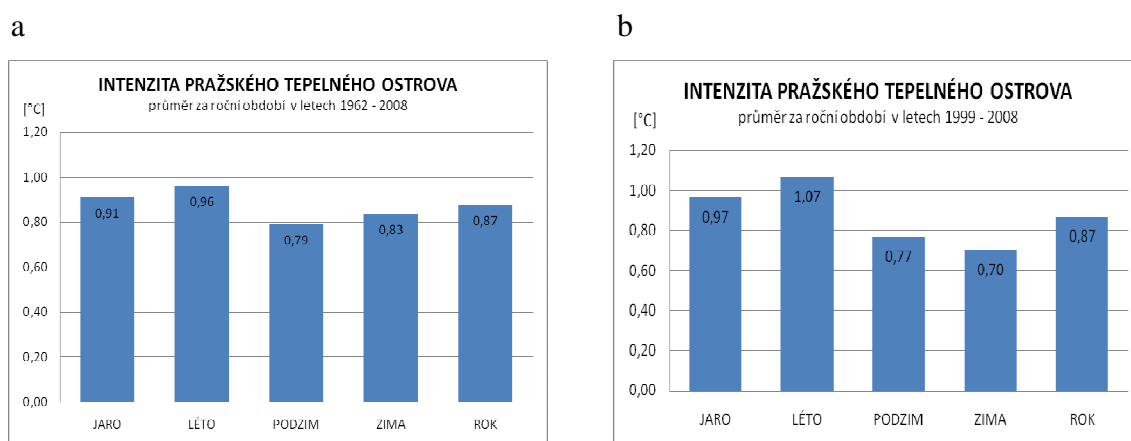 a
b
INTENZITA PRAŽSKÉHO TEPELNÉHO OSTROVA
průměr za roční období v letech 1962 - 2008
[°C]
1,20
1,00
0,80
0,60
0,40
0,20
0,00
0,91
0,96
0,79
0,83
0,87
JARO
LÉTO
PODZIM
ZIMA
ROK
INTENZITA PRAŽSKÉHO TEPELNÉHO OSTROVA
průměr za roční období v letech 1999 - 2008
[°C]
1,20
1,00
0,80
0,60
0,40
0,20
0,00
0,97
1,07
0,77
0,70
0,87
JARO
LÉTO
PODZIM
ZIMA
ROK